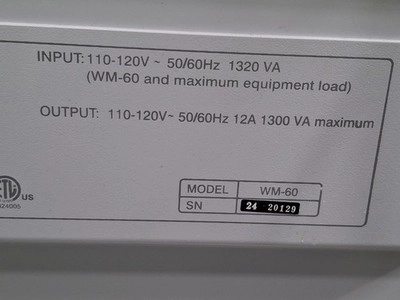 INPUT: 110-120V ~ 50/60Hz 1320 VA
(WM-60 and maximum equipment load)
OUTPUT: 110-120V~ 50/60Hz 12A 1300 VA maximum
ETL US
MODEL WM-60
SN 24 20129